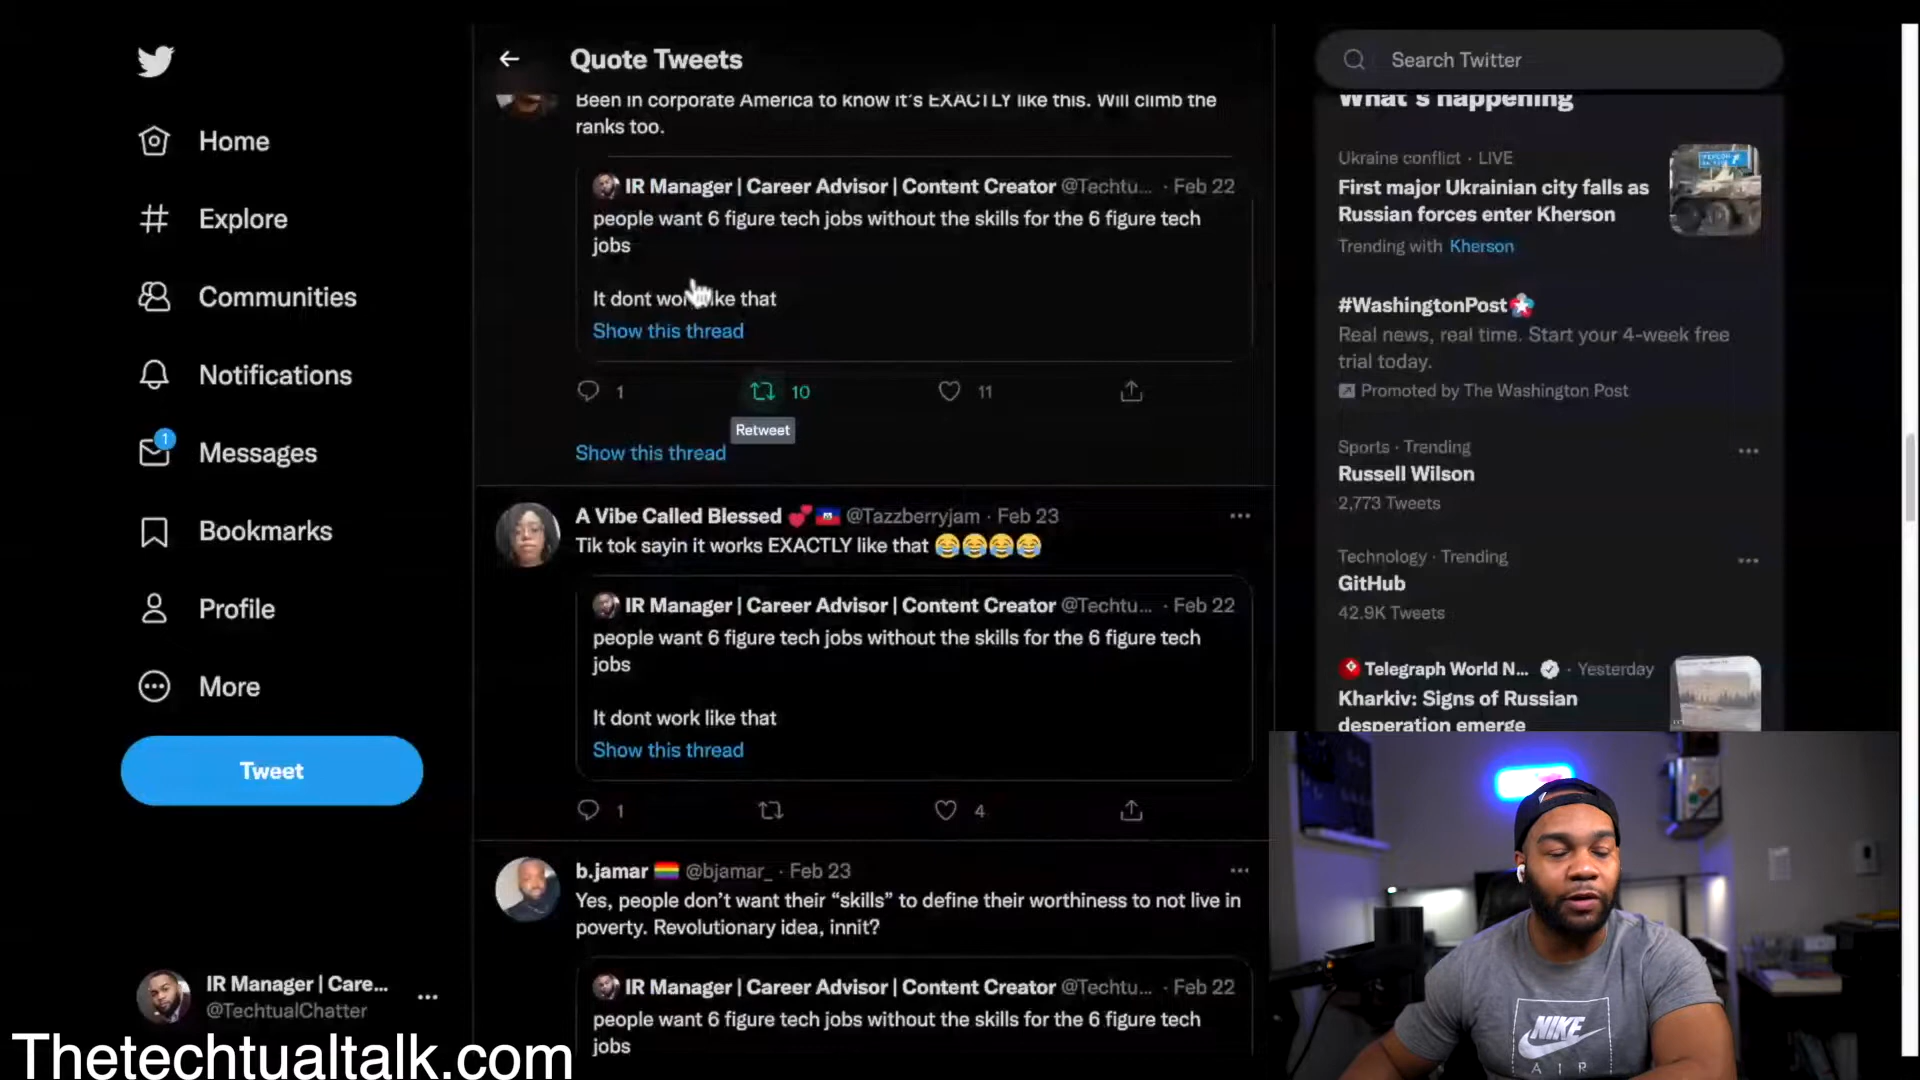 Quote Tweets
Search Twitter
Home
Explore
Communities
Notifications
1
Messages
Bookmarks
Profile
More
Tweet
IR Manager | Care...
@TechtualChatter
Thetechtualtalk.com
Been in corporate America to know it's EXACTLY like this. Will climb the
ranks too.
IR Manager | Career Advisor | Content Creator @Techtu... · Feb 22
people want 6 figure tech jobs without the skills for the 6 figure tech
jobs
It dont work like that
Show this thread
1 10 11
Retweet
Show this thread
A Vibe Called Blessed 💕🇭🇹 @Tazzberryjam · Feb 23
Tik tok sayin it works EXACTLY like that 😂😂😂😂
IR Manager | Career Advisor | Content Creator @Techtu... · Feb 22
people want 6 figure tech jobs without the skills for the 6 figure tech
jobs
It dont work like that
Show this thread
1 4
b.jamar 🏳️‍🌈 @bjamar_ · Feb 23
Yes, people don't want their “skills” to define their worthiness to not live in
poverty. Revolutionary idea, innit?
IR Manager | Career Advisor | Content Creator @Techtu... · Feb 22
people want 6 figure tech jobs without the skills for the 6 figure tech
jobs
What's happening
Ukraine conflict · LIVE
First major Ukrainian city falls as
Russian forces enter Kherson
Trending with Kherson
#WashingtonPost
Real news, real time. Start your 4-week free
trial today.
Promoted by The Washington Post
Sports · Trending
Russell Wilson
2,773 Tweets
Technology · Trending
GitHub
42.9K Tweets
Telegraph World N... · Yesterday
Kharkiv: Signs of Russian
desperation emerge
NIKE
AIR